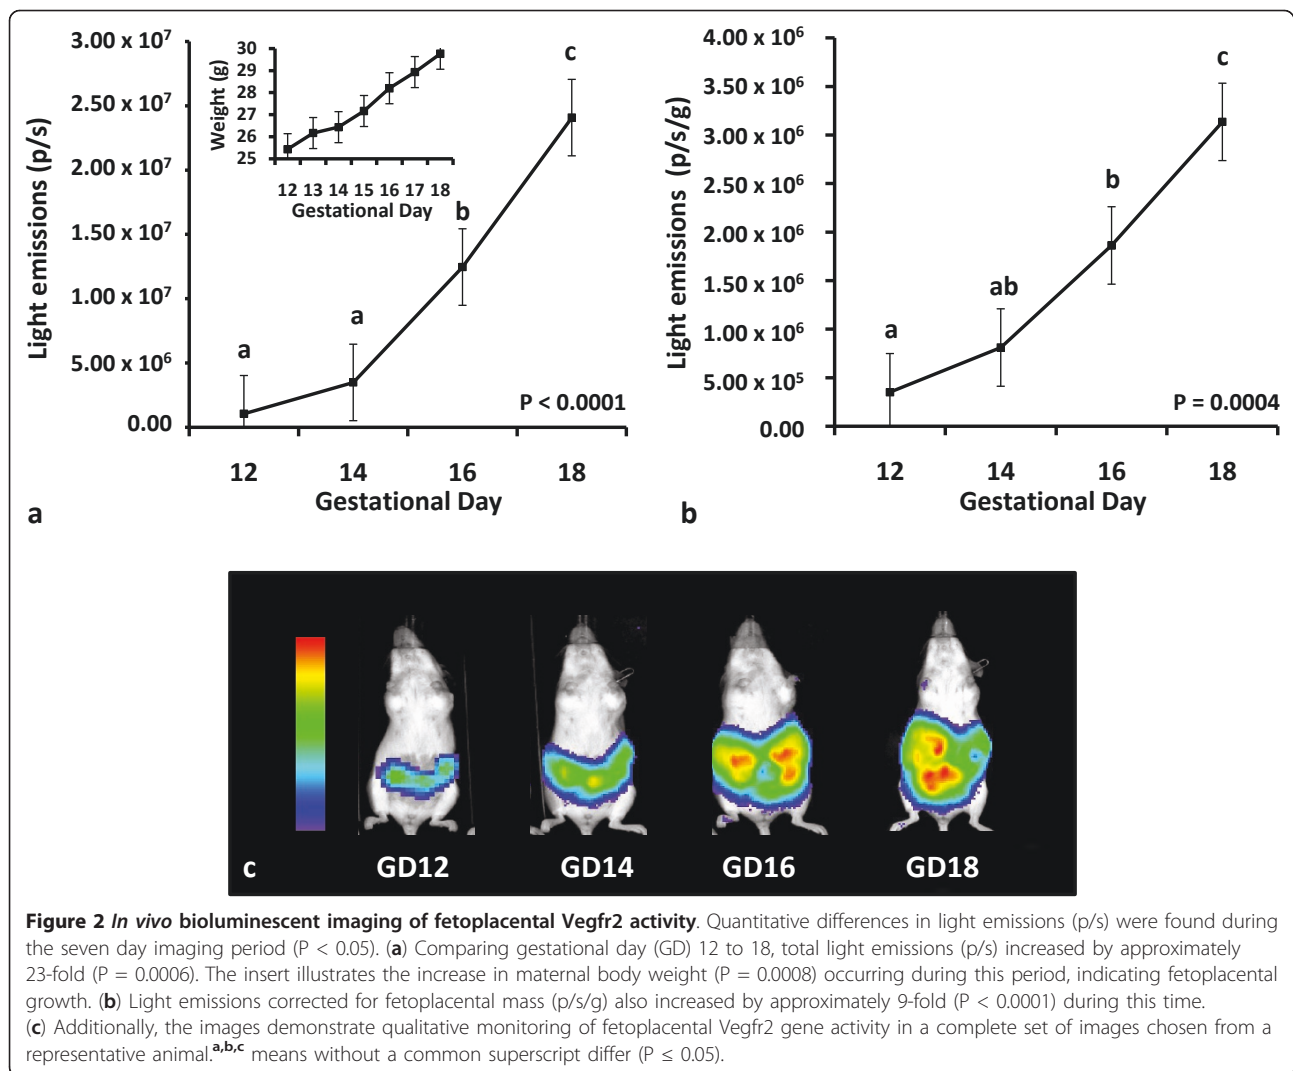 3.00 x 10⁷
2.50 x 10⁷
2.00 x 10⁷
1.50 x 10⁷
1.00 x 10⁷
5.00 x 10⁶
0.00
Light emissions (p/s)
30
29
28
27
26
25
Weight (g)
12 13 14 15 16 17 18
Gestational Day
a
a
b
c
P < 0.0001
12 14 16 18
Gestational Day
a
4.00 x 10⁶
3.50 x 10⁶
3.00 x 10⁶
2.50 x 10⁶
2.00 x 10⁶
1.50 x 10⁶
1.00 x 10⁶
5.00 x 10⁵
0.00
Light emissions (p/s/g)
a
ab
b
c
P = 0.0004
12 14 16 18
Gestational Day
b
c GD12 GD14 GD16 GD18
Figure 2 In vivo bioluminescent imaging of fetoplacental Vegfr2 activity. Quantitative differences in light emissions (p/s) were found during
the seven day imaging period (P < 0.05). (a) Comparing gestational day (GD) 12 to 18, total light emissions (p/s) increased by approximately
23-fold (P = 0.0006). The insert illustrates the increase in maternal body weight (P = 0.0008) occurring during this period, indicating fetoplacental
growth. (b) Light emissions corrected for fetoplacental mass (p/s/g) also increased by approximately 9-fold (P < 0.0001) during this time.
(c) Additionally, the images demonstrate qualitative monitoring of fetoplacental Vegfr2 gene activity in a complete set of images chosen from a
representative animal.a,b,c means without a common superscript differ (P ≤ 0.05).